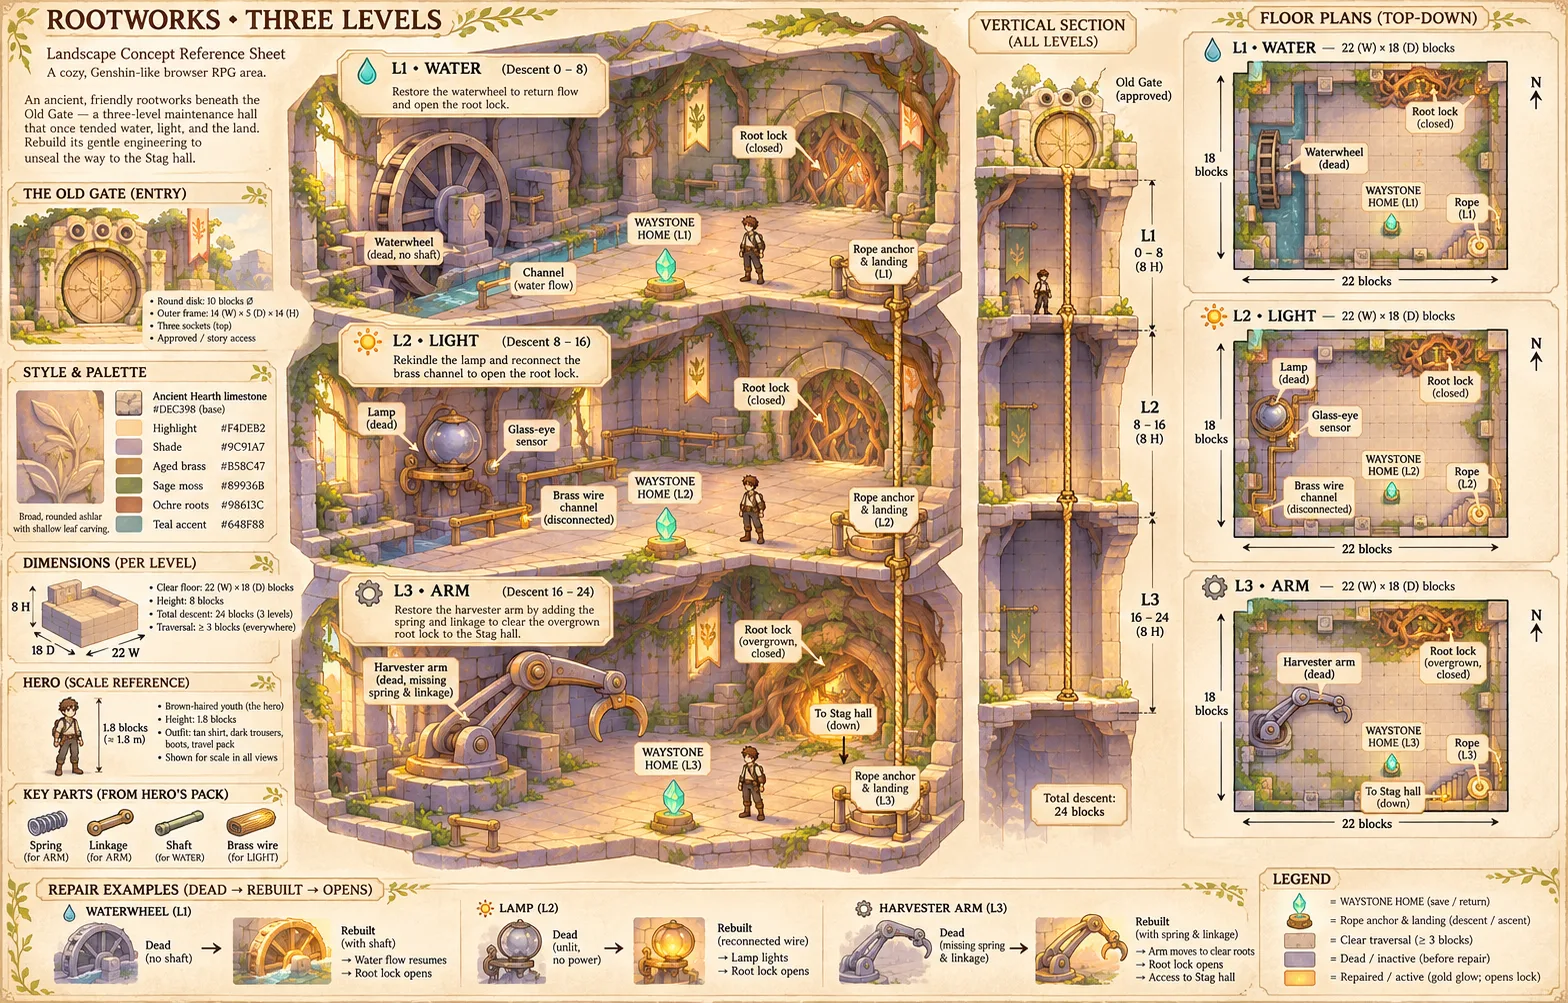 ROOTWORKS • THREE LEVELS
Landscape Concept Reference Sheet
A cozy, Genshin-like browser RPG area.
An ancient, friendly rootworks beneath the
Old Gate — a three-level maintenance hall
that once tended water, light, and the land.
Rebuild its gentle engineering to
unseal the way to the Stag hall.
THE OLD GATE (ENTRY)
• Round disk: 10 blocks Ø
• Outer frame: 14 (W) × 5 (D) × 14 (H)
• Three sockets (top)
• Approved / story access
STYLE & PALETTE
Ancient Hearth limestone
#DEC398 (base)
Highlight #F4DEB2
Shade #9C91A7
Aged brass #B58C47
Sage moss #89936B
Ochre roots #98613C
Teal accent #648F88
Broad, rounded ashlar
with shallow leaf carving.
DIMENSIONS (PER LEVEL)
8 H
18 D
22 W
• Clear floor: 22 (W) × 18 (D) blocks
• Height: 8 blocks
• Total descent: 24 blocks (3 levels)
• Traversal: ≥ 3 blocks (everywhere)
HERO (SCALE REFERENCE)
1.8 blocks
(≈ 1.8 m)
• Brown-haired youth (the hero)
• Height: 1.8 blocks
• Outfit: tan shirt, dark trousers,
boots, travel pack
• Shown for scale in all views
KEY PARTS (FROM HERO'S PACK)
Spring
(for ARM)
Linkage
(for ARM)
Shaft
(for WATER)
Brass wire
(for LIGHT)
L1 • WATER (Descent 0 – 8)
Restore the waterwheel to return flow
and open the root lock.
Root lock
(closed)
Waterwheel
(dead, no shaft)
Channel
(water flow)
WAYSTONE
HOME (L1)
Rope anchor
& landing
(L1)
L2 • LIGHT (Descent 8 – 16)
Rekindle the lamp and reconnect the
brass channel to open the root lock.
Lamp
(dead)
Glass-eye
sensor
Root lock
(closed)
Brass wire
channel
(disconnected)
WAYSTONE
HOME (L2)
Rope anchor
& landing
(L2)
L3 • ARM (Descent 16 – 24)
Restore the harvester arm by adding the
spring and linkage to clear the overgrown
root lock to the Stag hall.
Harvester arm
(dead, missing
spring & linkage)
Root lock
(overgrown,
closed)
To Stag hall
(down)
WAYSTONE
HOME (L3)
Rope anchor
& landing
(L3)
VERTICAL SECTION
(ALL LEVELS)
Old Gate
(approved)
L1
0 – 8
(8 H)
L2
8 – 16
(8 H)
L3
16 – 24
(8 H)
Total descent:
24 blocks
FLOOR PLANS (TOP-DOWN)
L1 • WATER — 22 (W) × 18 (D) blocks
N
18
blocks
Root lock
(closed)
Waterwheel
(dead)
WAYSTONE
HOME (L1)
Rope
(L1)
22 blocks
L2 • LIGHT — 22 (W) × 18 (D) blocks
N
18
blocks
Lamp
(dead)
Root lock
(closed)
Glass-eye
sensor
WAYSTONE
HOME (L2)
Rope
(L2)
Brass wire
channel
(disconnected)
22 blocks
L3 • ARM — 22 (W) × 18 (D) blocks
N
18
blocks
Harvester arm
(dead)
Root lock
(overgrown,
closed)
WAYSTONE
HOME (L3)
Rope
(L3)
To Stag hall
(down)
22 blocks
REPAIR EXAMPLES (DEAD → REBUILT → OPENS)
WATERWHEEL (L1)
Dead
(no shaft)
→
Rebuilt
(with shaft)
→ Water flow resumes
→ Root lock opens
LAMP (L2)
Dead
(unlit,
no power)
→
Rebuilt
(reconnected wire)
→ Lamp lights
→ Root lock opens
HARVESTER ARM (L3)
Dead
(missing spring
& linkage)
→
Rebuilt
(with spring & linkage)
→ Arm moves to clear roots
→ Root lock opens
→ Access to Stag hall
LEGEND
= WAYSTONE HOME (save / return)
= Rope anchor & landing (descent / ascent)
= Clear traversal (≥ 3 blocks)
= Dead / inactive (before repair)
= Repaired / active (gold glow; opens lock)